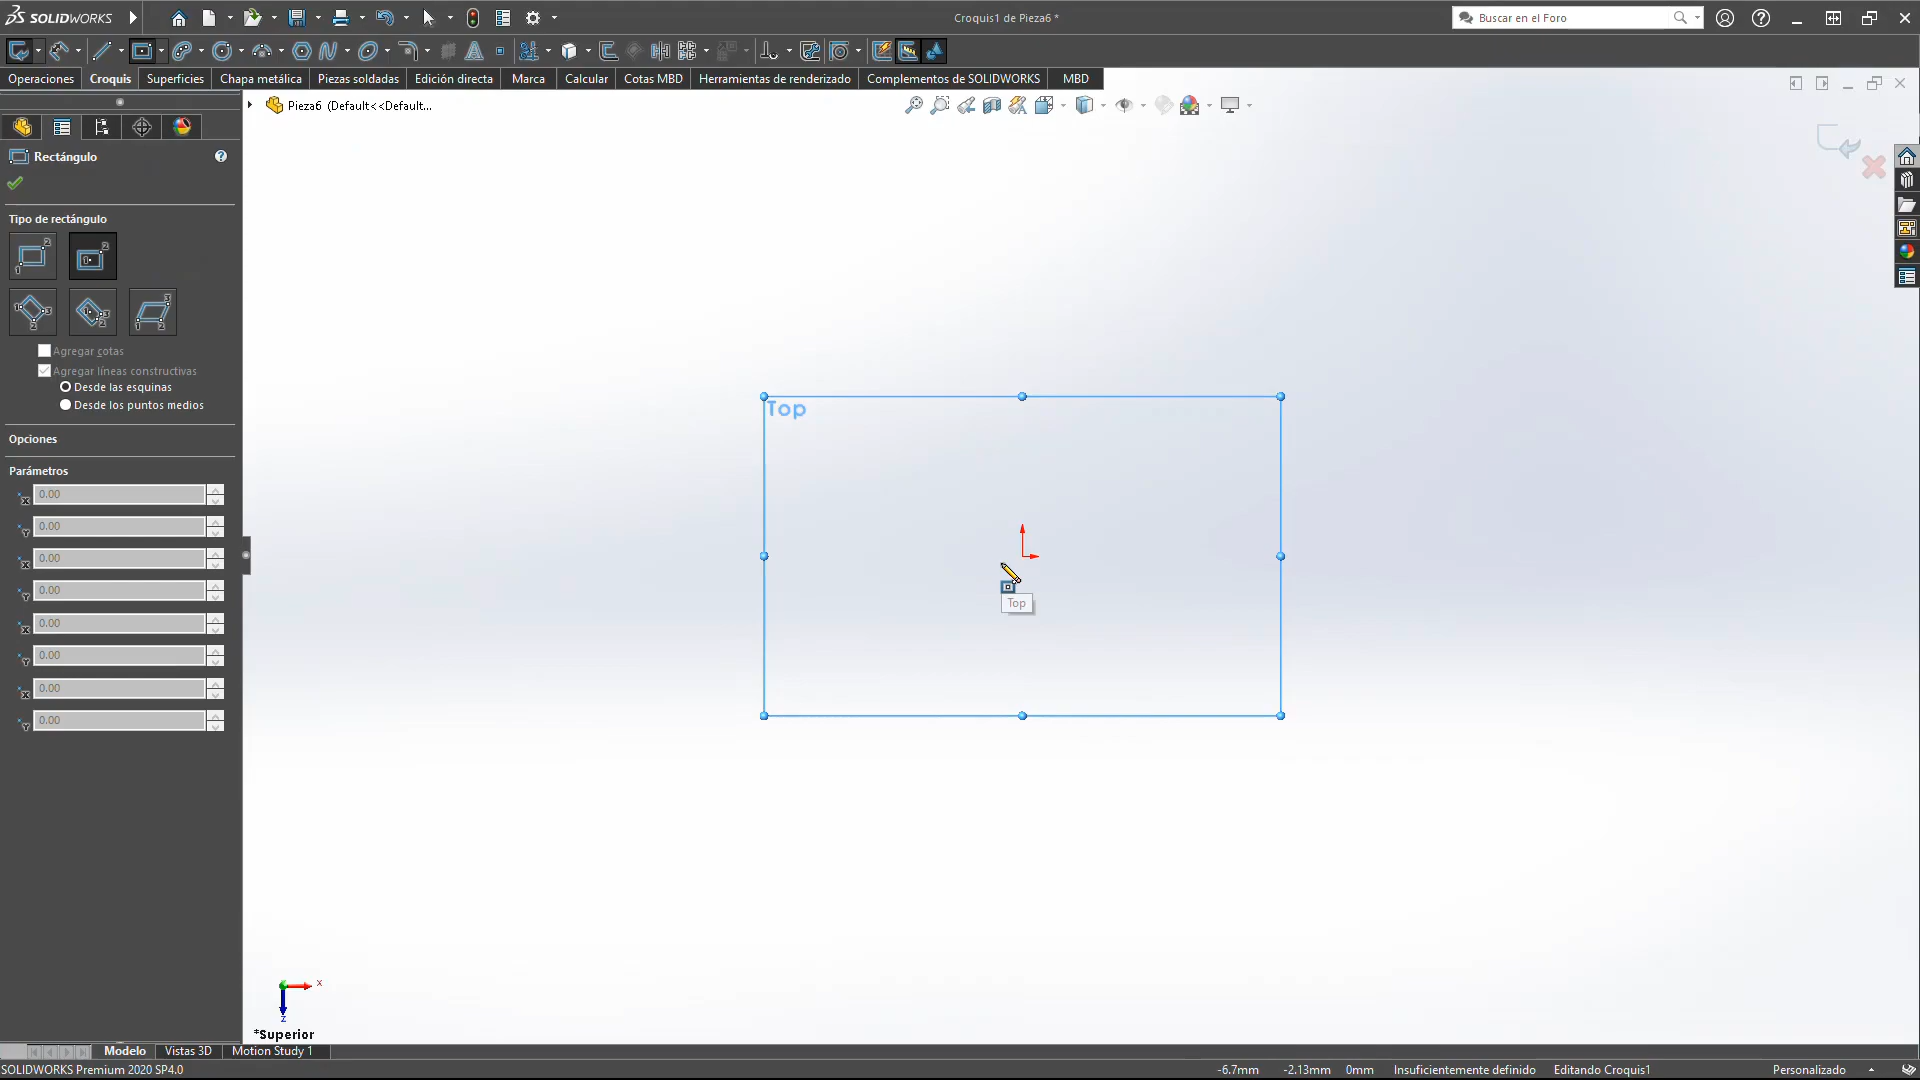 SOLIDWORKS
Croquis1 de Pieza6 *
Buscar en el Foro
Operaciones
Croquis
Superficies
Chapa metálica
Piezas soldadas
Edición directa
Marca
Calcular
Cotas MBD
Herramientas de renderizado
Complementos de SOLIDWORKS
MBD
Pieza6 (Default<<Default...
Rectángulo
Tipo de rectángulo
Agregar cotas
Agregar líneas constructivas
Desde las esquinas
Desde los puntos medios
Opciones
Parámetros
0.00
0.00
0.00
0.00
0.00
0.00
0.00
0.00
Top
Top
x
z
*Superior
Modelo
Vistas 3D
Motion Study 1
SOLIDWORKS Premium 2020 SP4.0
-6.7mm
-2.13mm
0mm
Insuficientemente definido
Editando Croquis1
Personalizado